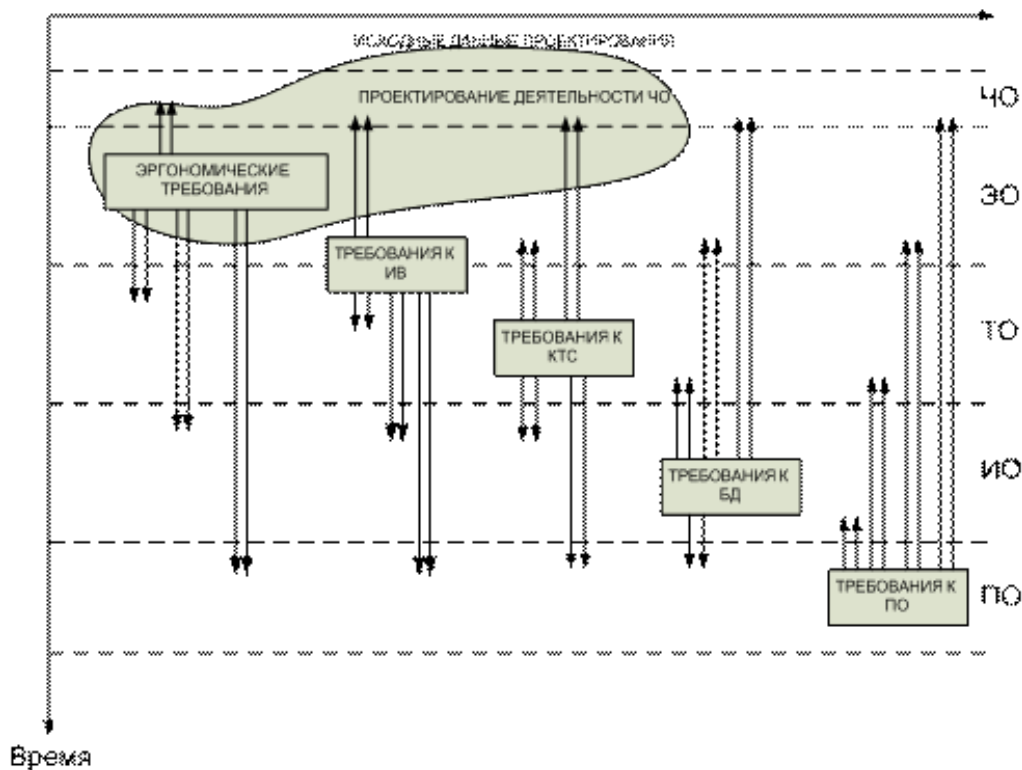 ИСХОДНЫЕ ДАННЫЕ ПРОЕКТИРОВАНИЯ
ПРОЕКТИРОВАНИЕ ДЕЯТЕЛЬНОСТИ ЧО
ЧО
ЭРГОНОМИЧЕСКИЕ
ТРЕБОВАНИЯ
ЭО
ТРЕБОВАНИЯ К
ИВ
ТРЕБОВАНИЯ К
КТС
ТО
ТРЕБОВАНИЯ К
БД
ИО
ТРЕБОВАНИЯ К
ПО
ПО
Время